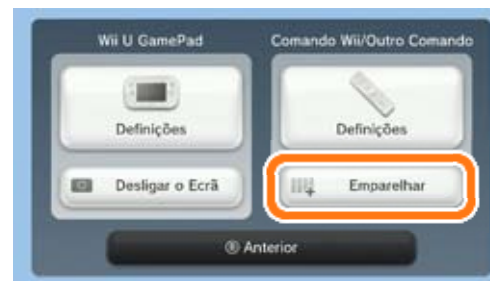 Wii U GamePad
Comando Wii/Outro Comando
Definições
Definições
Desligar o Ecrã
Emparelhar
Ⓑ Anterior